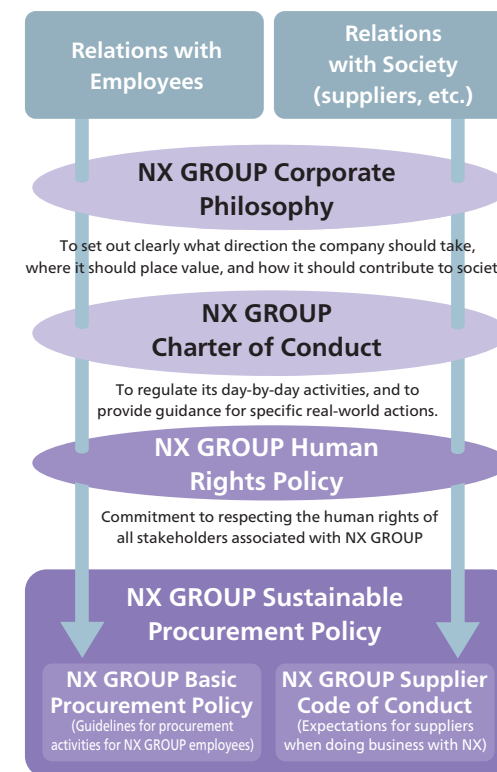 Relations with
Employees
Relations
with Society
(suppliers, etc.)
NX GROUP Corporate
Philosophy
To set out clearly what direction the company should take,
where it should place value, and how it should contribute to societ
NX GROUP
Charter of Conduct
To regulate its day-by-day activities, and to
provide guidance for specific real-world actions.
NX GROUP Human
Rights Policy
Commitment to respecting the human rights of
all stakeholders associated with NX GROUP
NX GROUP Sustainable
Procurement Policy
NX GROUP Basic
Procurement Policy
(Guidelines for procurement
activities for NX GROUP employees)
NX GROUP Supplier
Code of Conduct
(Expectations for suppliers
when doing business with NX)